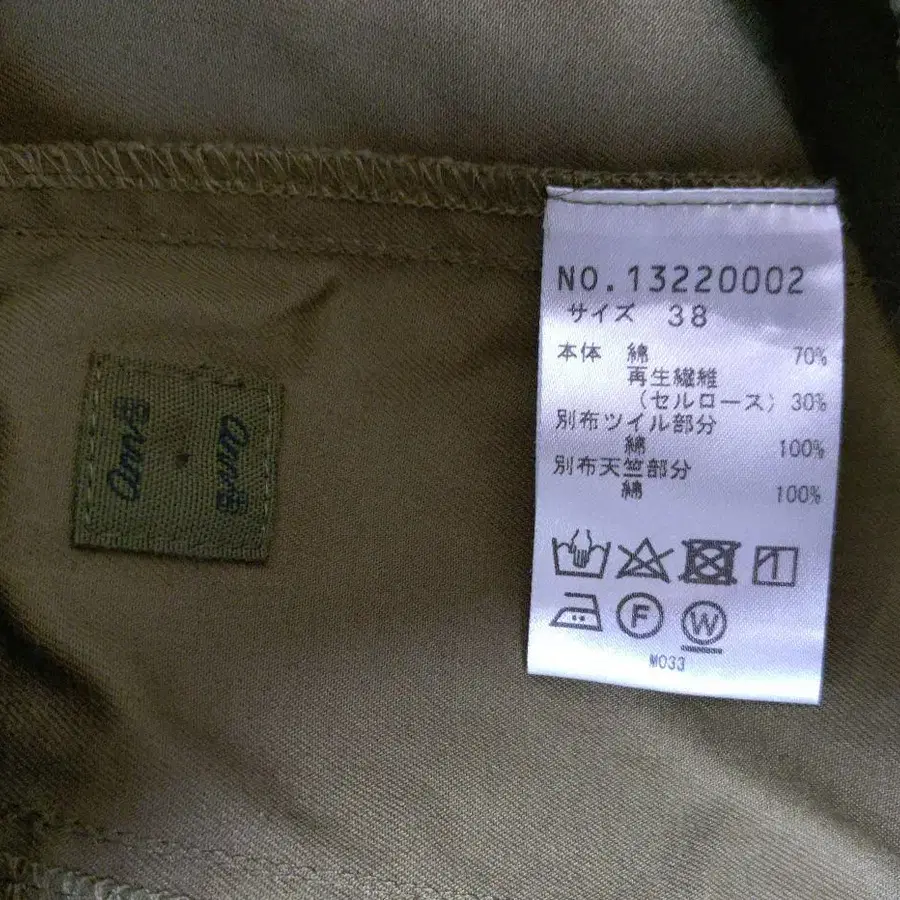 NO.13220002
サイズ 38
本体 綿 70%
再生繊維
(セルロース) 30%
別布ツイル部分
綿 100%
別布天竺部分
綿 100%
F
W
M033